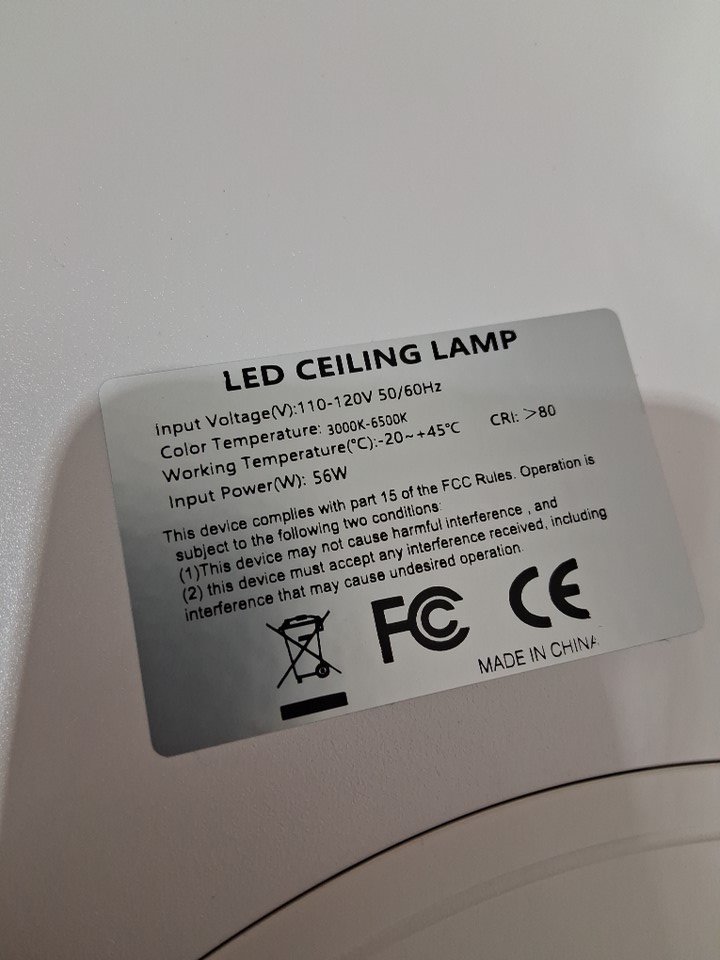 LED CEILING LAMP
Input Voltage(V):110-120V 50/60Hz
Color Temperature: 3000K-6500K
Working Temperature(℃):-20~+45℃ CRI: >80
Input Power(W): 56W
This device complies with part 15 of the FCC Rules. Operation is
subject to the following two conditions:
(1)This device may not cause harmful interference , and
(2) this device must accept any interference received, including
interference that may cause undesired operation.
FC CE
MADE IN CHINA